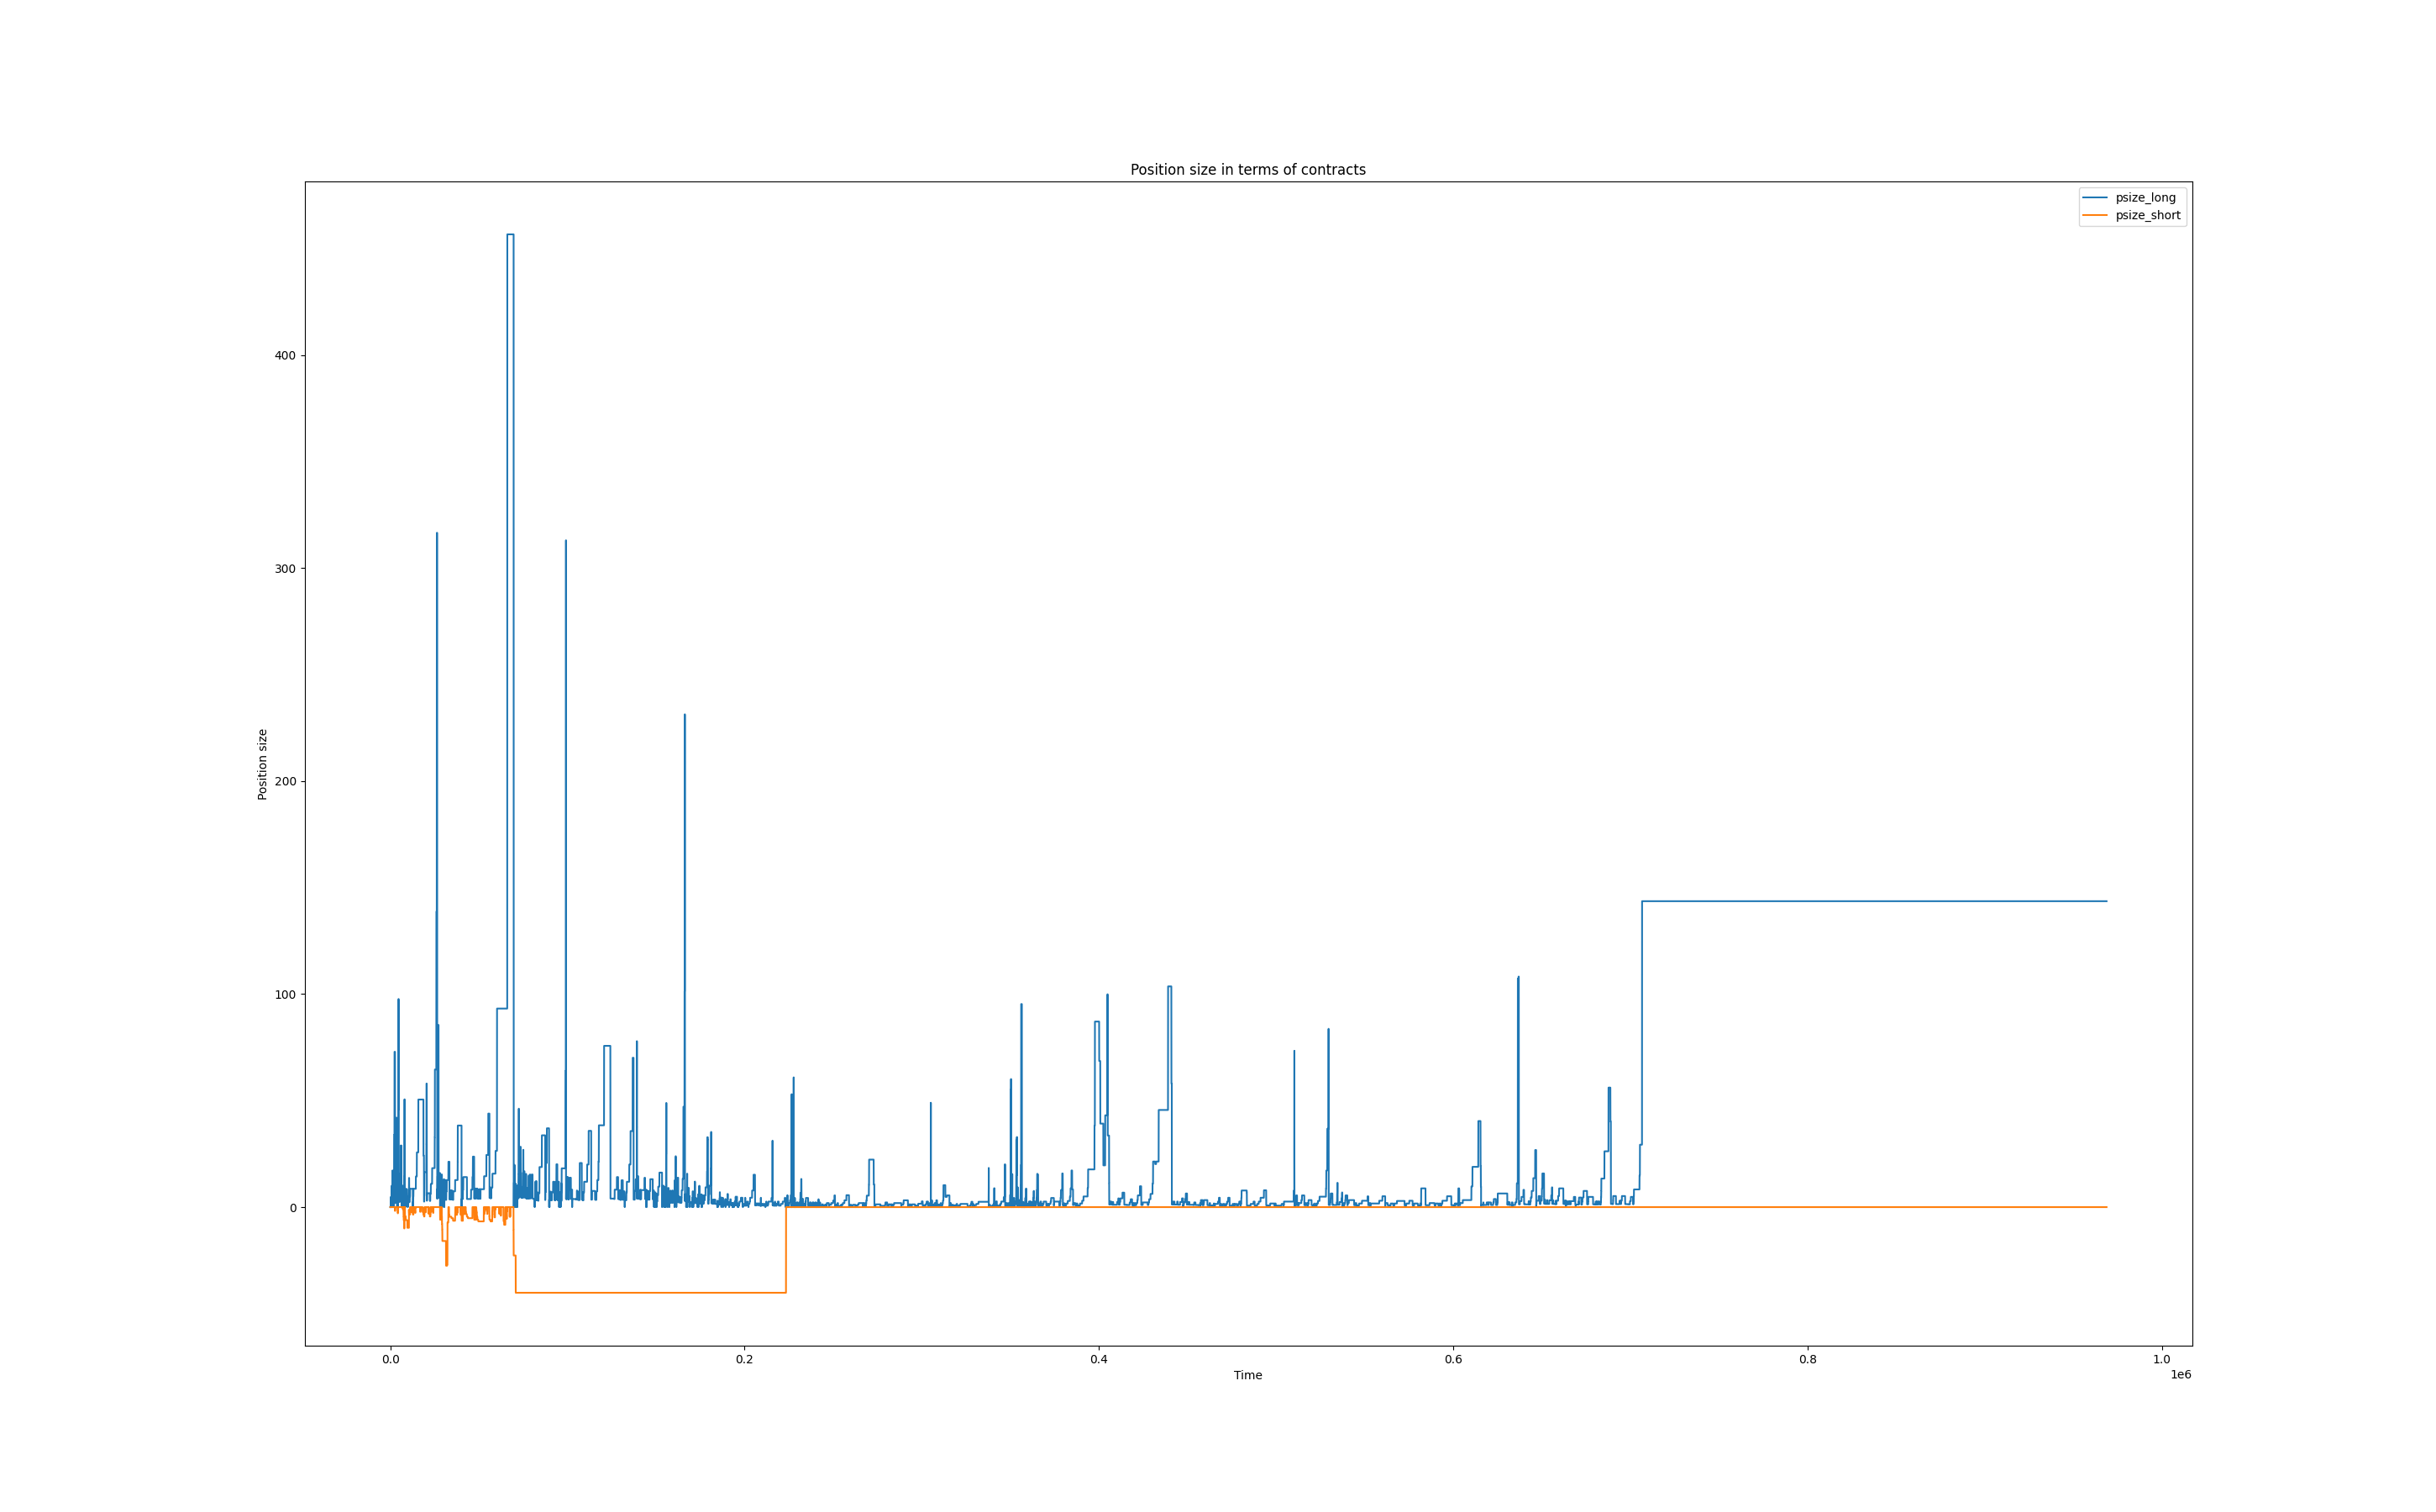 Position size in terms of contracts
psize_long
psize_short
Position size
400
300
200
100
0
0.0
0.2
0.4
0.6
0.8
1.0
1e6
Time